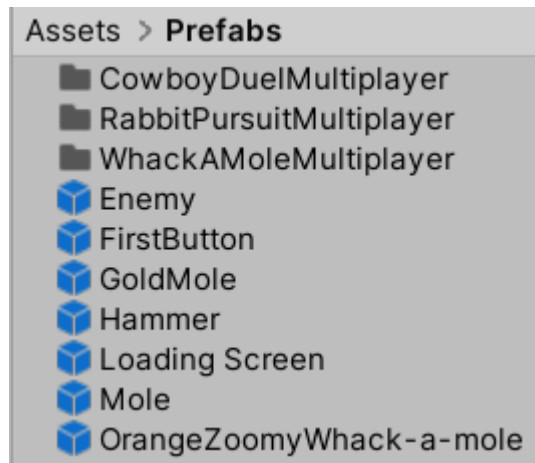 Assets > Prefabs
CowboyDuelMultiplayer
RabbitPursuitMultiplayer
WhackAMoleMultiplayer
Enemy
FirstButton
GoldMole
Hammer
Loading Screen
Mole
OrangeZoomyWhack-a-mole